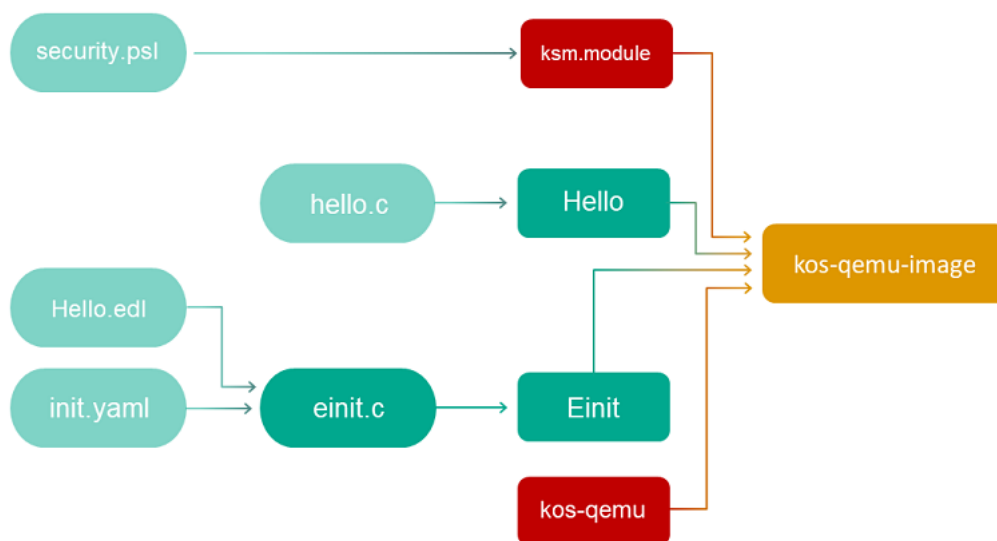 security.psl
ksm.module
hello.c
Hello
kos-qemu-image
Hello.edl
init.yaml
einit.c
Einit
kos-qemu